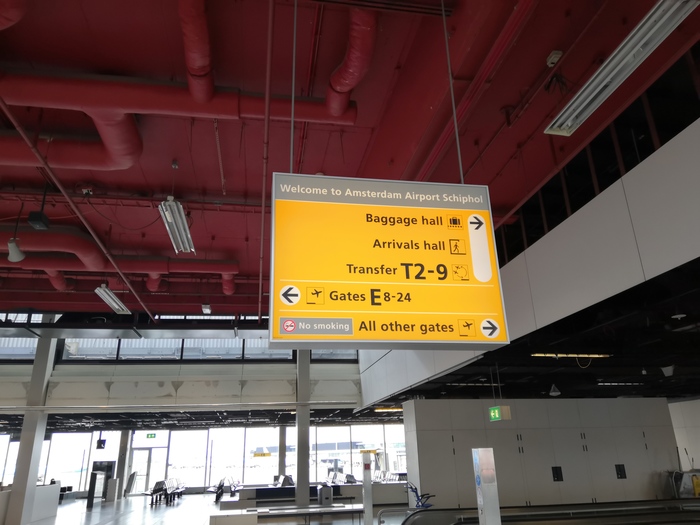 Welcome to Amsterdam Airport Schiphol
Baggage hall
Arrivals hall
Transfer T2-9
Gates E8-24
No smoking All other gates